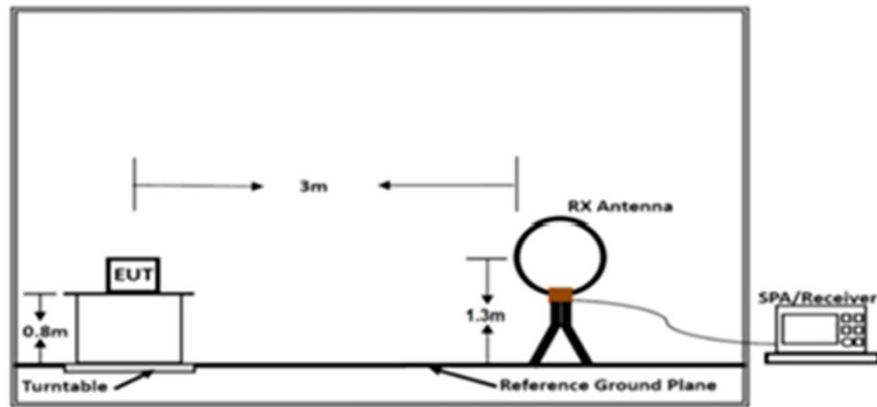 3m
RX Antenna
EUT
0.8m
1.3m
SPA/Receiver
Turntable
Reference Ground Plane